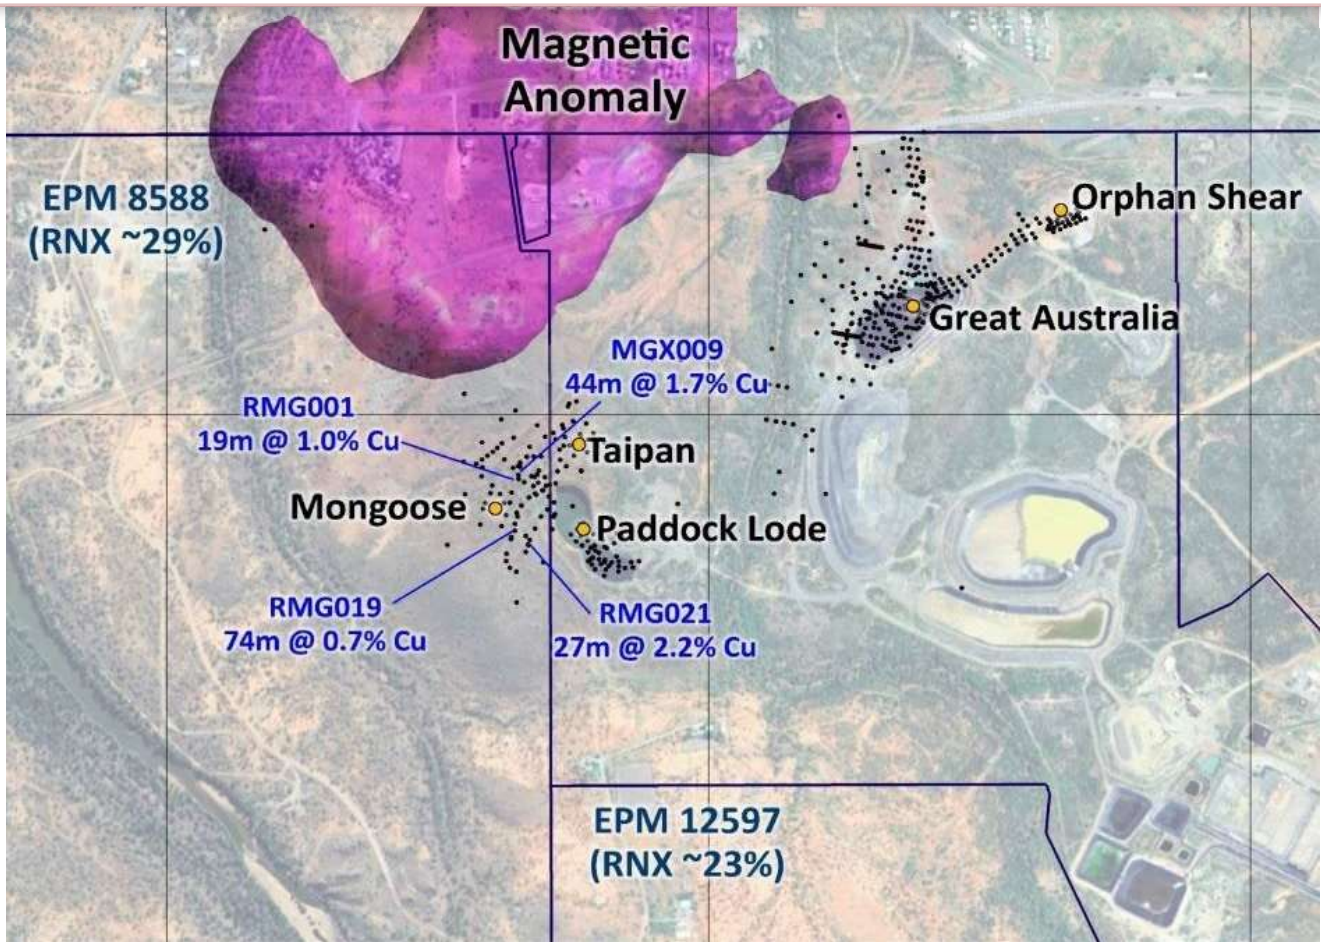 Magnetic
Anomaly
EPM 8588
(RNX ~29%)
Orphan Shear
Great Australia
MGX009
44m @ 1.7% Cu
RMG001
19m @ 1.0% Cu
Taipan
Mongoose
Paddock Lode
RMG019
74m @ 0.7% Cu
RMG021
27m @ 2.2% Cu
EPM 12597
(RNX ~23%)